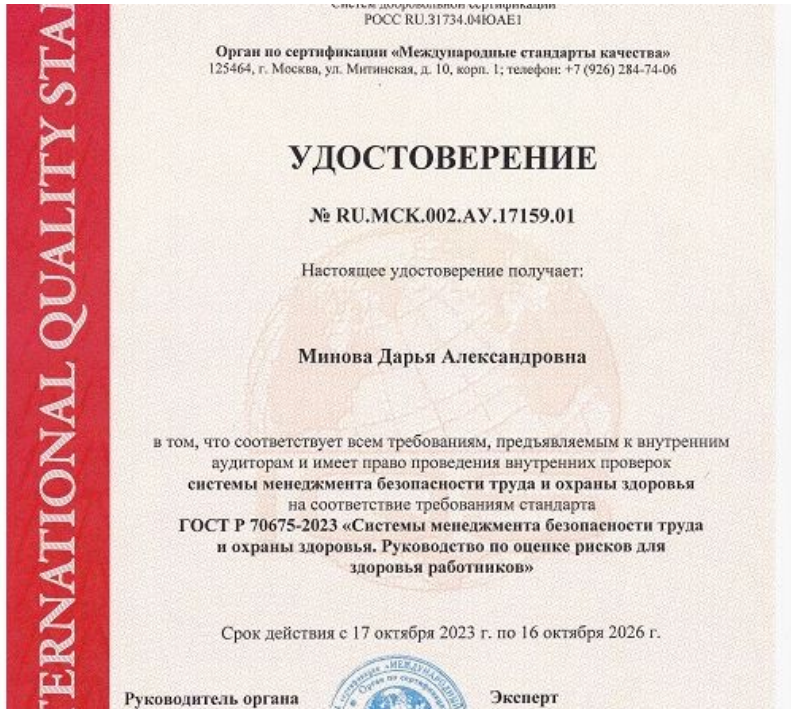 Систем добровольной сертификации
РОСС RU.31734.04ЮАЕ1
Орган по сертификации «Международные стандарты качества»
125464, г. Москва, ул. Митинская, д. 10, корп. 1; телефон: +7 (926) 284-74-06
УДОСТОВЕРЕНИЕ
№ RU.МСК.002.АУ.17159.01
Настоящее удостоверение получает:
Минова Дарья Александровна
в том, что соответствует всем требованиям, предъявляемым к внутренним
аудиторам и имеет право проведения внутренних проверок
системы менеджмента безопасности труда и охраны здоровья
на соответствие требованиям стандарта
ГОСТ Р 70675-2023 «Системы менеджмента безопасности труда
и охраны здоровья. Руководство по оценке рисков для
здоровья работников»
Срок действия с 17 октября 2023 г. по 16 октября 2026 г.
Руководитель органа
Эксперт
ERNATIONAL QUALITY STA